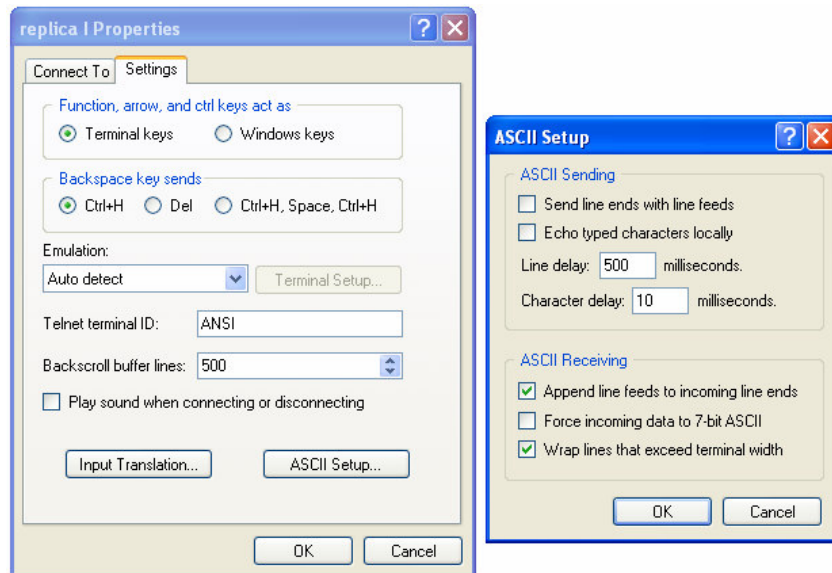 replica I Properties
Connect To Settings
Function, arrow, and ctrl keys act as
Terminal keys Windows keys
Backspace key sends
Ctrl+H Del Ctrl+H, Space, Ctrl+H
Emulation:
Auto detect Terminal Setup...
Telnet terminal ID: ANSI
Backscroll buffer lines: 500
Play sound when connecting or disconnecting
Input Translation... ASCII Setup...
OK Cancel
ASCII Setup
ASCII Sending
Send line ends with line feeds
Echo typed characters locally
Line delay: 500 milliseconds.
Character delay: 10 milliseconds.
ASCII Receiving
Append line feeds to incoming line ends
Force incoming data to 7-bit ASCII
Wrap lines that exceed terminal width
OK Cancel